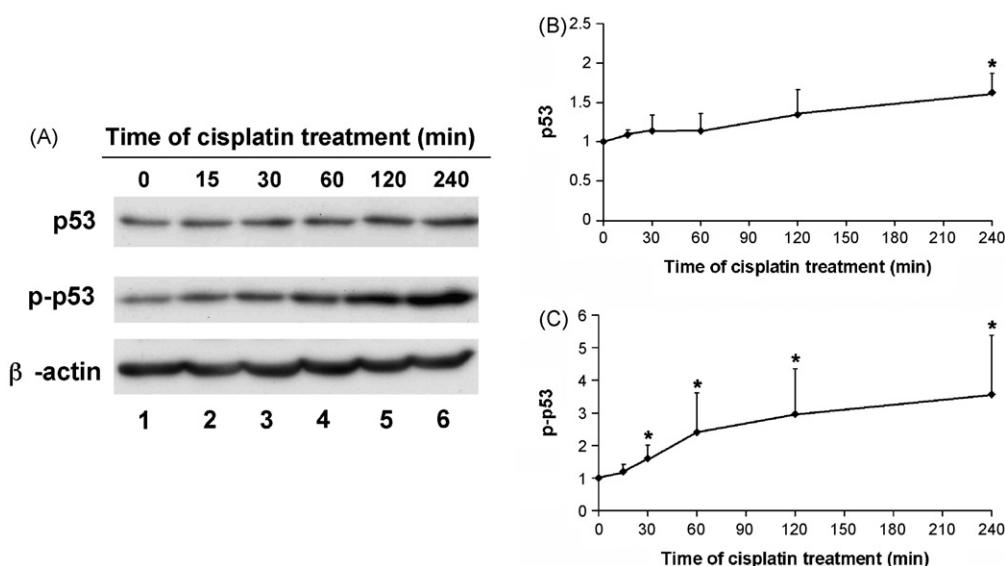 (A)
Time of cisplatin treatment (min)
0 15 30 60 120 240
p53
p-p53
β -actin
1 2 3 4 5 6
(B)
2.5
2
1.5
1
0.5
0
p53
*
0 30 60 90 120 150 180 210 240
Time of cisplatin treatment (min)
(C)
6
5
4
3
2
1
0
p-p53
* * * *
0 30 60 90 120 150 180 210 240
Time of cisplatin treatment (min)